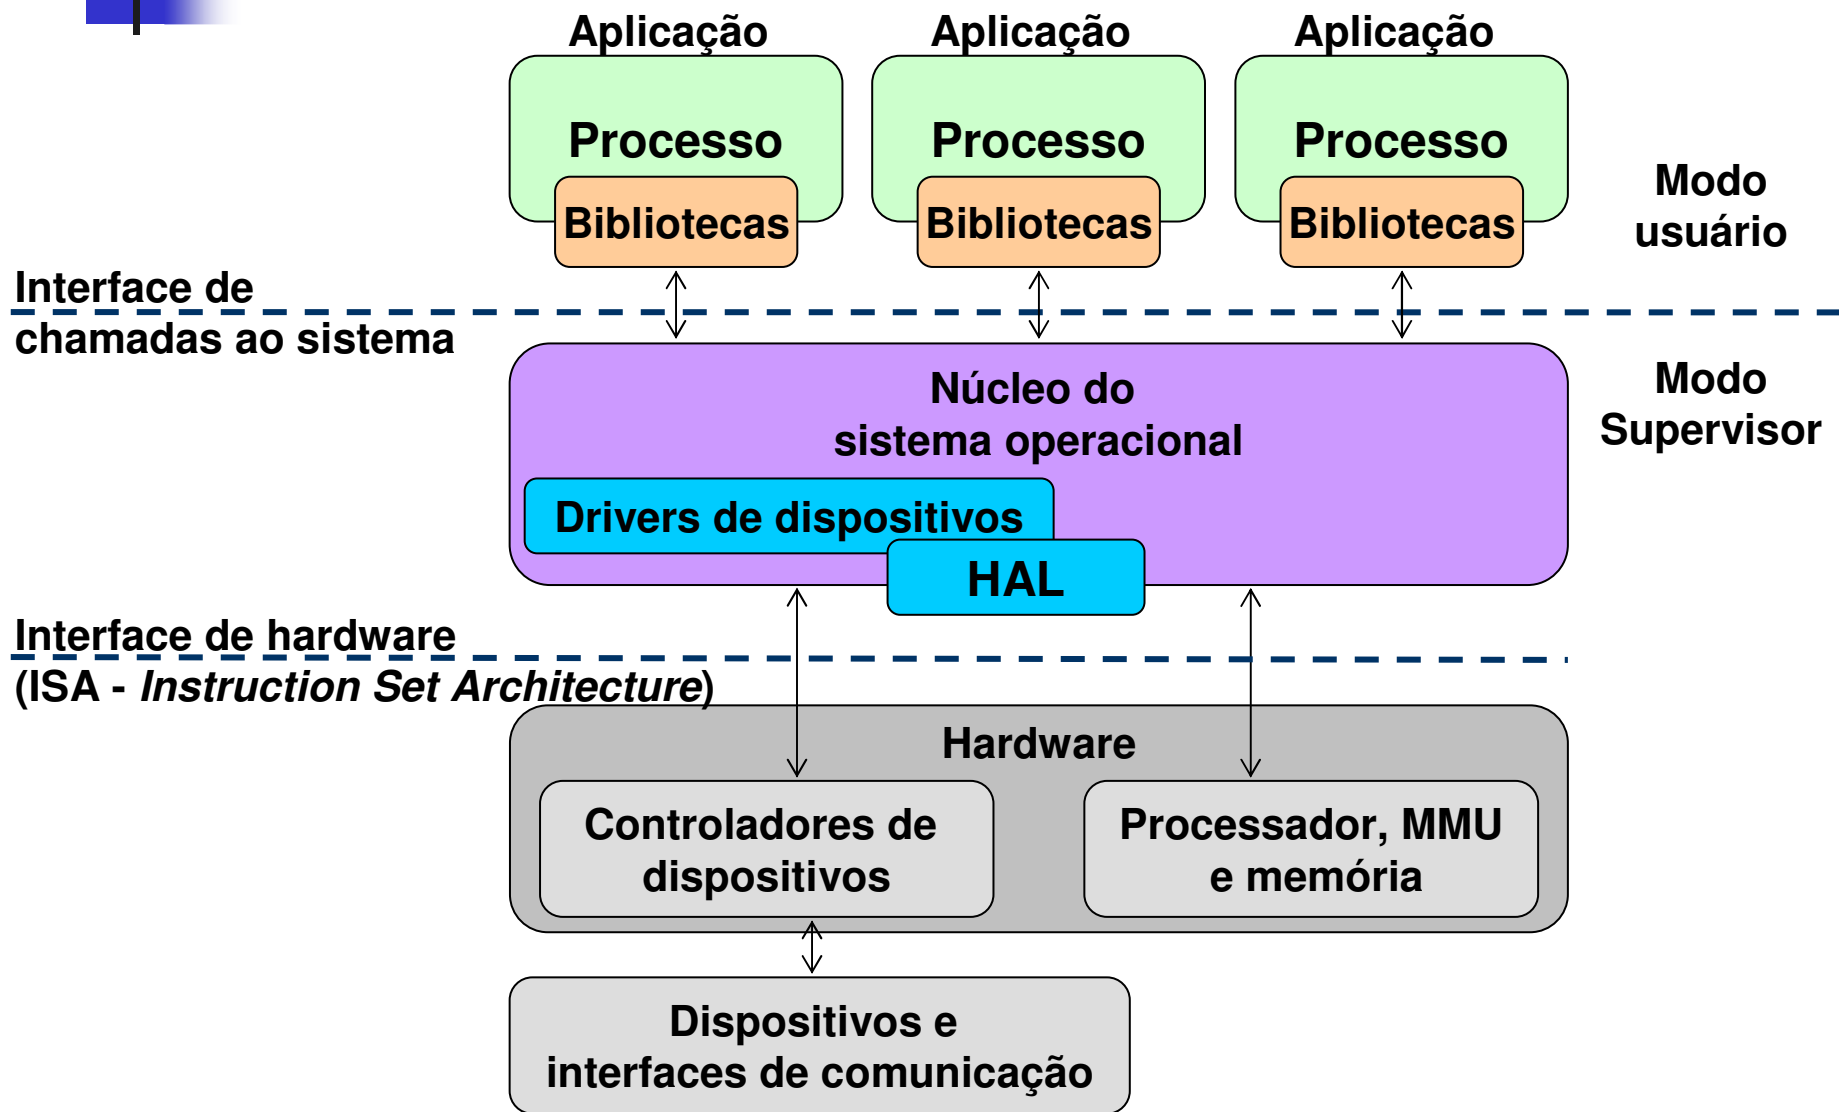 Aplicação
Aplicação
Aplicação
Processo
Processo
Processo
Bibliotecas
Bibliotecas
Bibliotecas
Modo
usuário
Interface de
chamadas ao sistema
Núcleo do
sistema operacional
Modo
Supervisor
Drivers de dispositivos
HAL
Interface de hardware
(ISA - Instruction Set Architecture)
Hardware
Controladores de
dispositivos
Processador, MMU
e memória
Dispositivos e
interfaces de comunicação